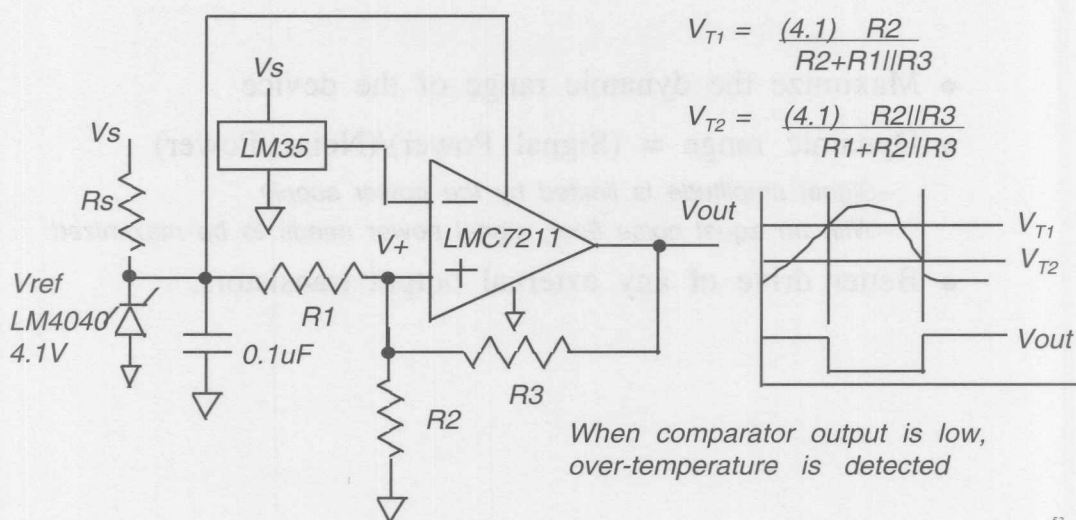 V_T1 = (4.1) R2
R2+R1||R3
V_T2 = (4.1) R2||R3
R1+R2||R3
Vs
Vs
LM35
Rs
Vout
V+
LMC7211
+
V_T1
V_T2
Vref
LM4040
4.1V
R1
0.1uF
R3
R2
Vout
When comparator output is low,
over-temperature is detected